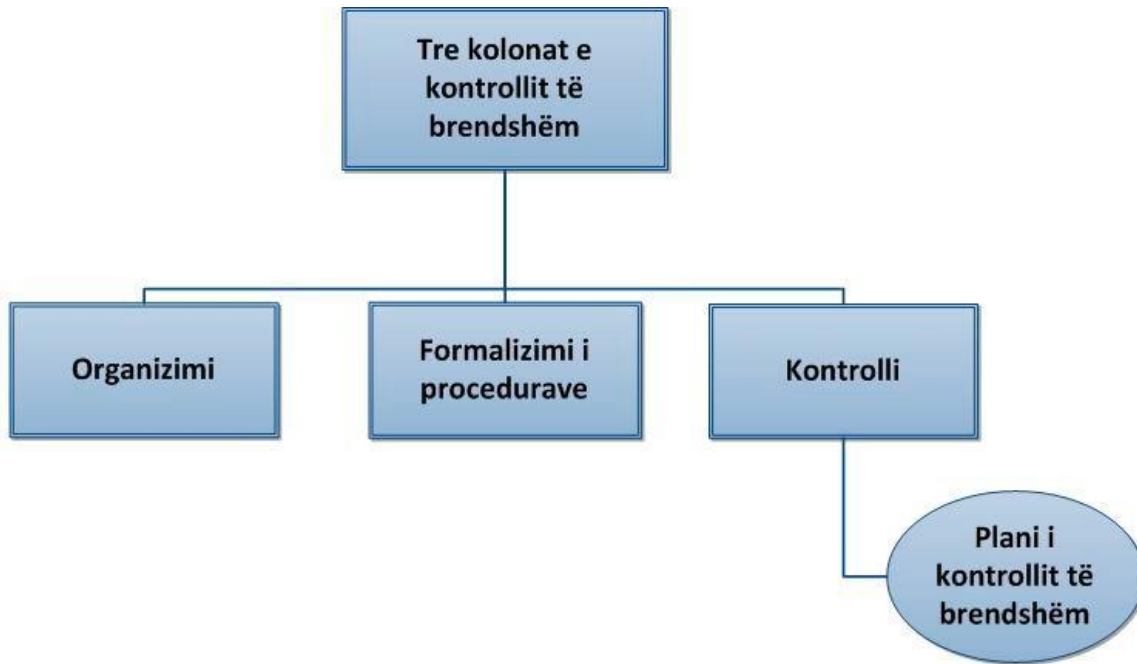 Tre kolonat e
kontrollit të
brendshëm
Organizimi
Formalizimi i
procedurave
Kontrolli
Plani i
kontrollit të
brendshëm